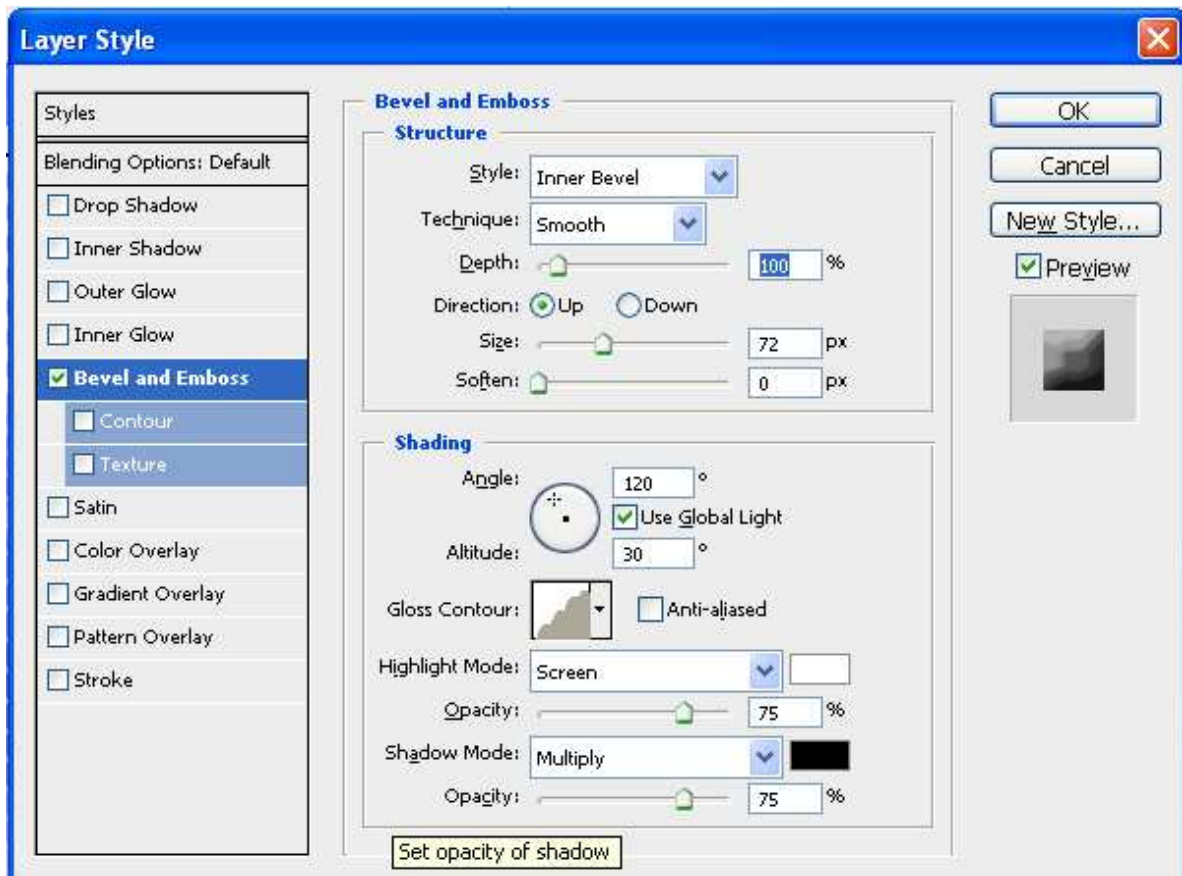 Layer Style
Styles
Blending Options: Default
Drop Shadow
Inner Shadow
Outer Glow
Inner Glow
Bevel and Emboss
Contour
Texture
Satin
Color Overlay
Gradient Overlay
Pattern Overlay
Stroke
Bevel and Emboss
Structure
Style: Inner Bevel
Technique: Smooth
Depth: 100 %
Direction: Up Down
Size: 72 px
Soften: 0 px
Shading
Angle: 120 °
Use Global Light
Altitude: 30 °
Gloss Contour: Anti-aliased
Highlight Mode: Screen
Opacity: 75 %
Shadow Mode: Multiply
Opacity: 75 %
Set opacity of shadow
OK
Cancel
New Style...
Preview